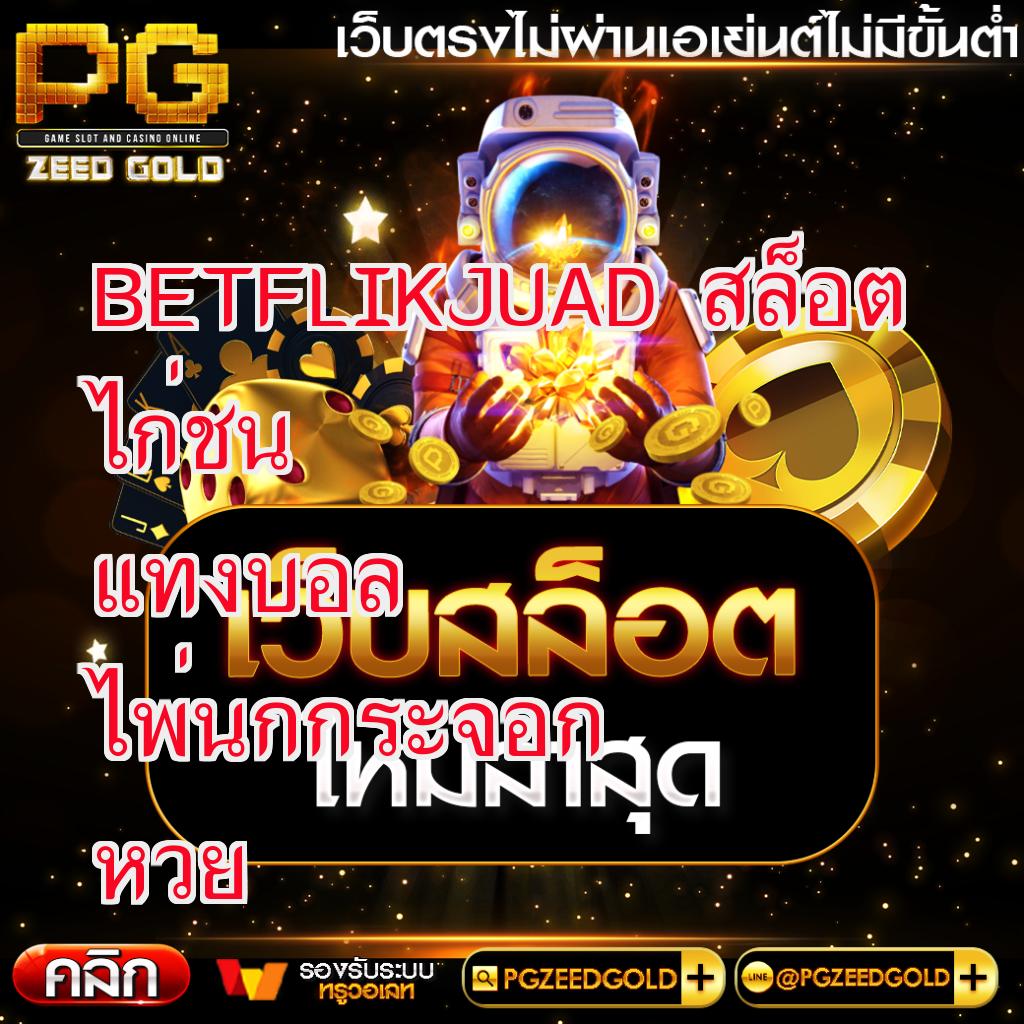 เว็บตรงไม่ผ่านเอเย่นต์ไม่มีขั้นต่ำ
PG
GAME SLOT AND CASINO ONLINE
ZEED GOLD
BETFLIKJUAD สล็อต
ไก่ชน
แทงบอล
เว็บสล็อต
ไพ่นกกระจอก
ใหม่ล่าสุด
หวย
คลิก
รองรับระบบ
ทรูวอเลท
PGZEEDGOLD
LINE @PGZEEDGOLD